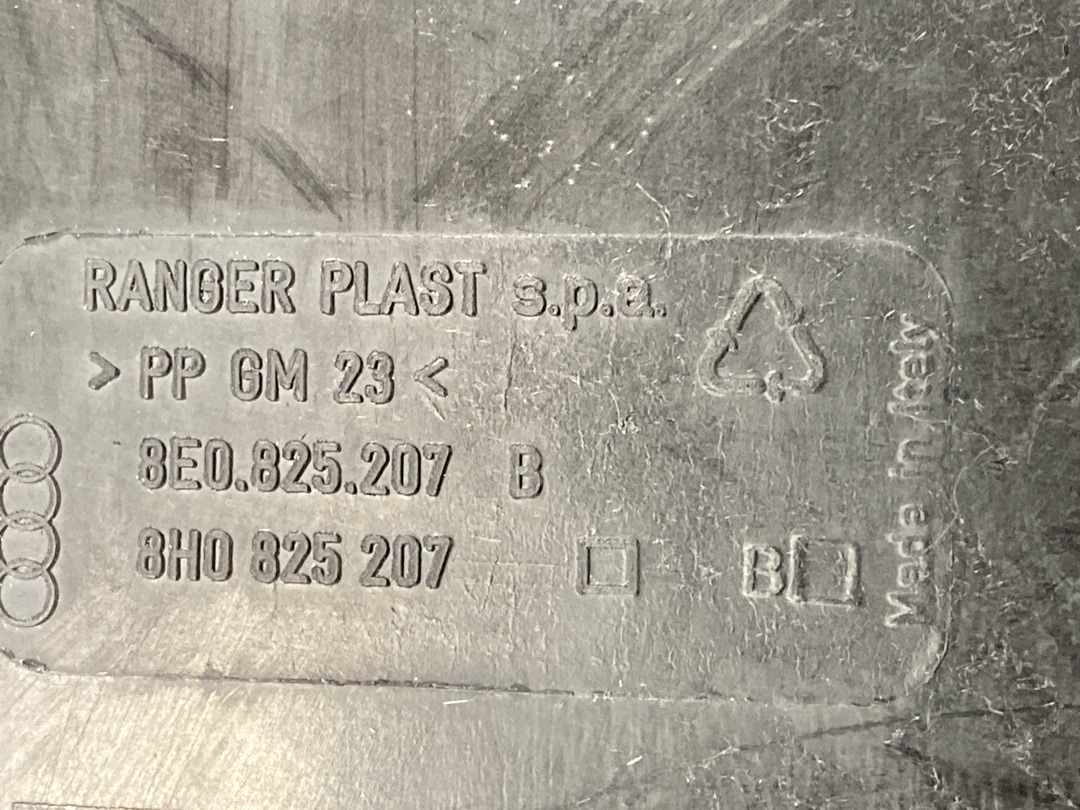 RANGER PLAST s.p.a.
> PP GM 23 <
8E0.825.207 B
8H0 825 207
B
Made in Italy